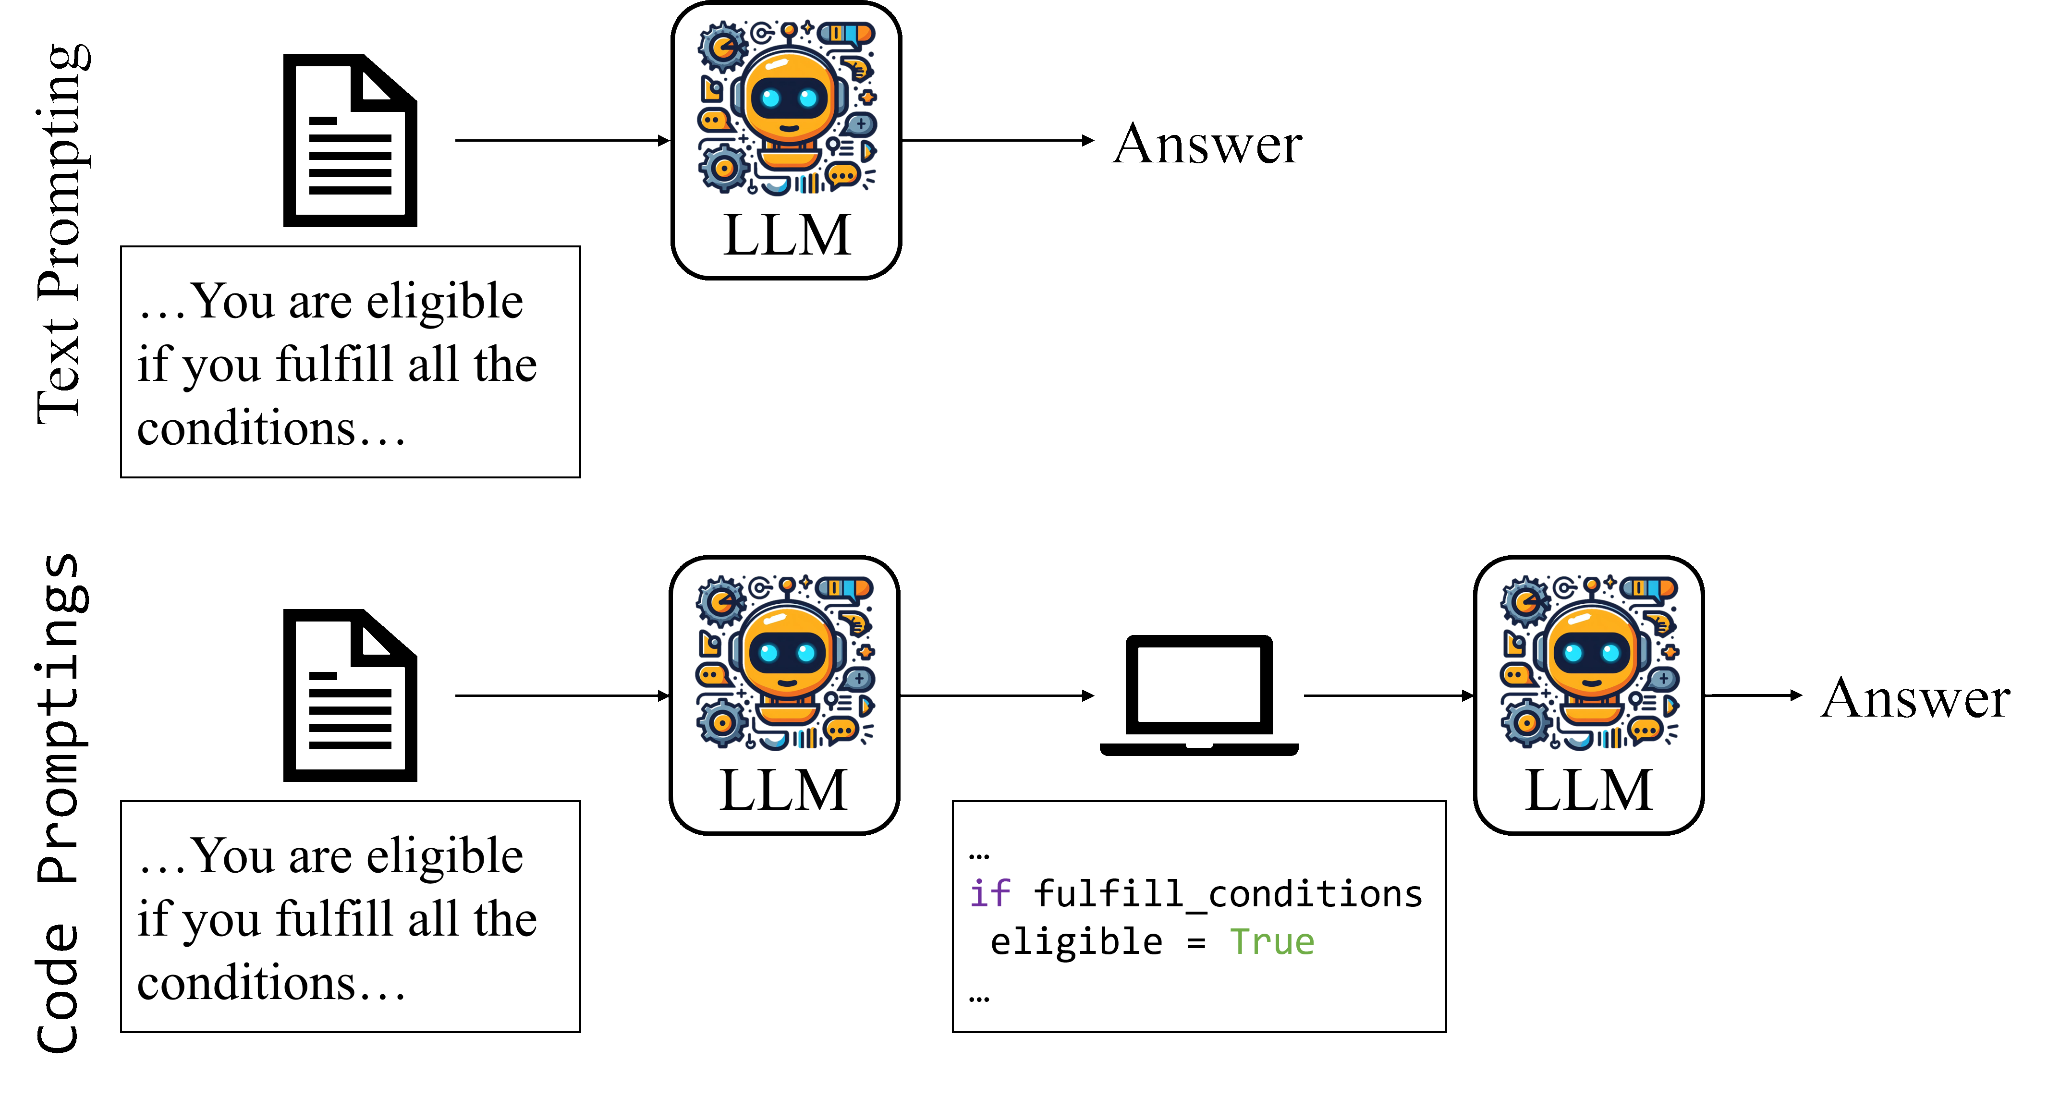 Text Prompting
LLM
Answer
…You are eligible
if you fulfill all the
conditions…
Code Promptings
LLM
LLM
Answer
…You are eligible
if you fulfill all the
conditions…
…
if fulfill_conditions
 eligible = True
…